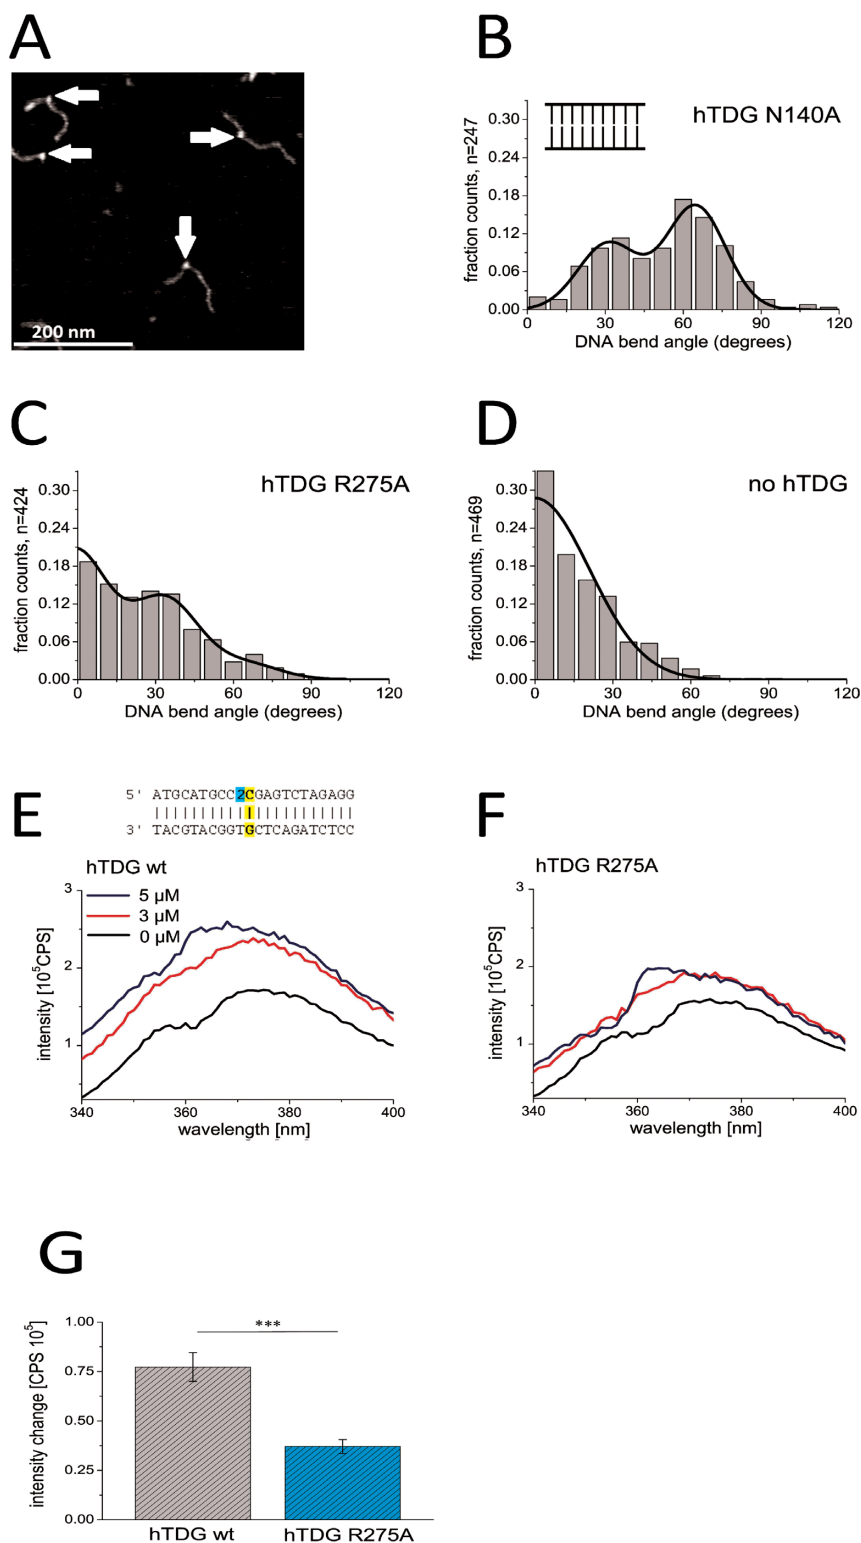 A
200 nm
B
hTDG N140A
fraction counts, n=247
0.30
0.24
0.18
0.12
0.06
0.00
0 30 60 90 120
DNA bend angle (degrees)
C
hTDG R275A
fraction counts, n=424
0.30
0.24
0.18
0.12
0.06
0.00
0 30 60 90 120
DNA bend angle (degrees)
D
no hTDG
fraction counts, n=469
0.30
0.24
0.18
0.12
0.06
0.00
0 30 60 90 120
DNA bend angle (degrees)
E
5' ATGCATGCC2CGAGTCTAGAGG
3' TACGTACGGTGCTCAGATCTCC
hTDG wt
5 µM
3 µM
0 µM
intensity [10⁵CPS]
3
2
1
340 360 380 400
wavelength [nm]
F
hTDG R275A
intensity [10⁵CPS]
3
2
1
340 360 380 400
wavelength [nm]
G
intensity change [CPS 10⁵]
1.00
0.75
0.50
0.25
0.00
***
hTDG wt hTDG R275A